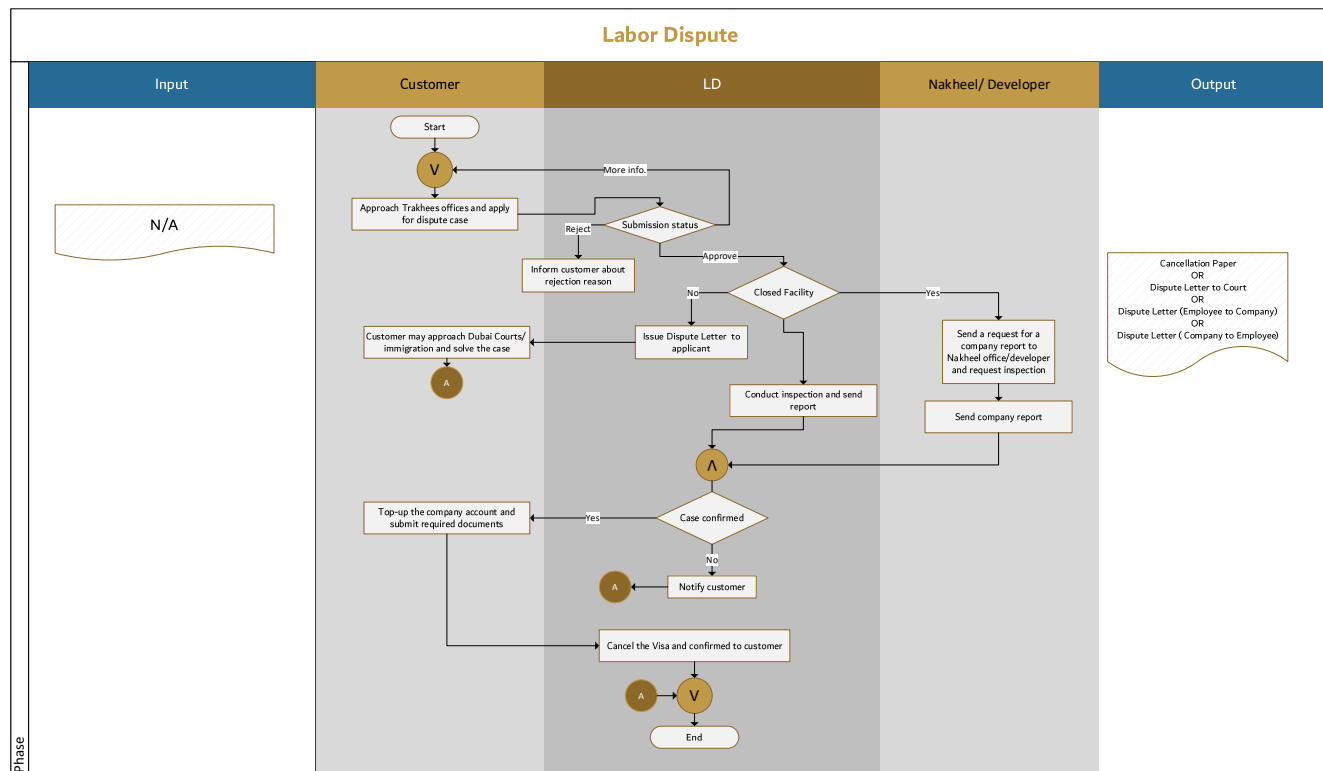 Labor Dispute
Input
Customer
LD
Nakheel/ Developer
Output
Phase
Start
V
More info.
Approach Trakhees offices and apply
for dispute case
N/A
Submission status
Reject
Approve
Inform customer about
rejection reason
Closed Facility
No
Yes
Cancellation Paper
OR
Dispute Letter to Court
OR
Dispute Letter (Employee to Company)
OR
Dispute Letter ( Company to Employee)
Customer may approach Dubai Courts/
immigration and solve the case
Issue Dispute Letter to
applicant
Send a request for a
company report to
Nakheel office/developer
and request inspection
A
Conduct inspection and send
report
Send company report
Λ
Top-up the company account and
submit required documents
Yes
Case confirmed
No
A
Notify customer
Cancel the Visa and confirmed to customer
A
V
End